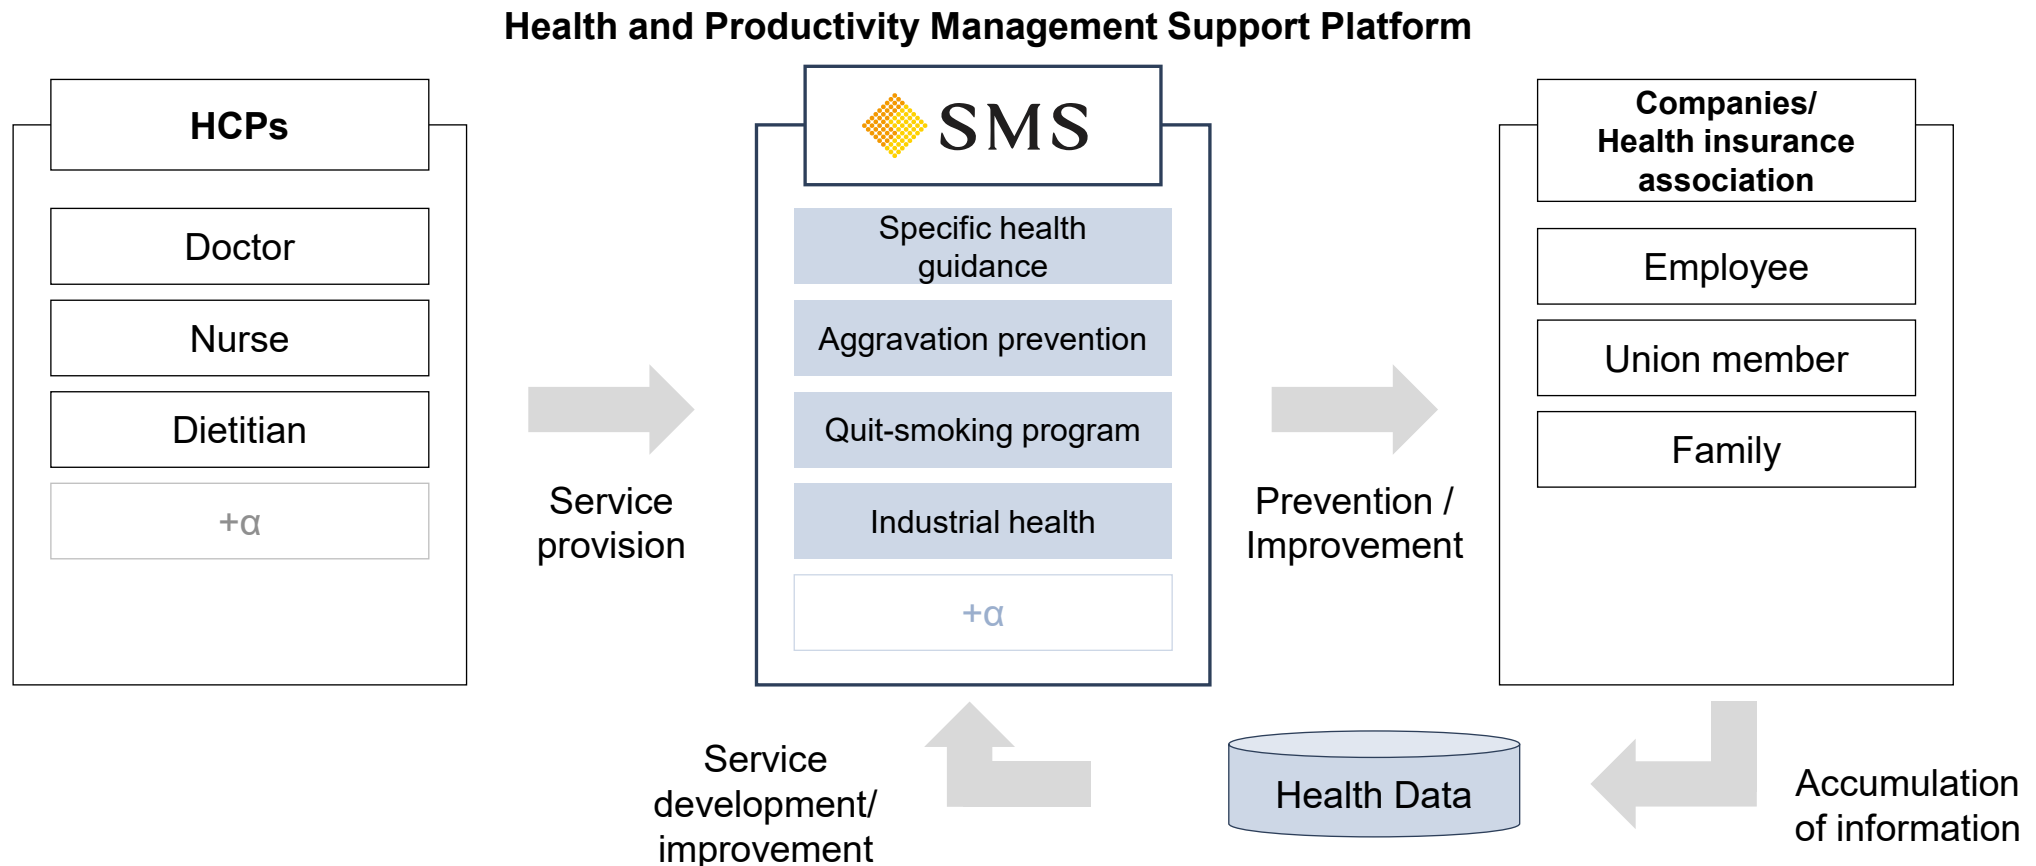 Health and Productivity Management Support Platform
HCPs
Doctor
Nurse
Dietitian
+α
Service
provision
SMS
Specific health
guidance
Aggravation prevention
Quit-smoking program
Industrial health
+α
Prevention /
Improvement
Companies/
Health insurance
association
Employee
Union member
Family
Service
development/
improvement
Health Data
Accumulation
of information